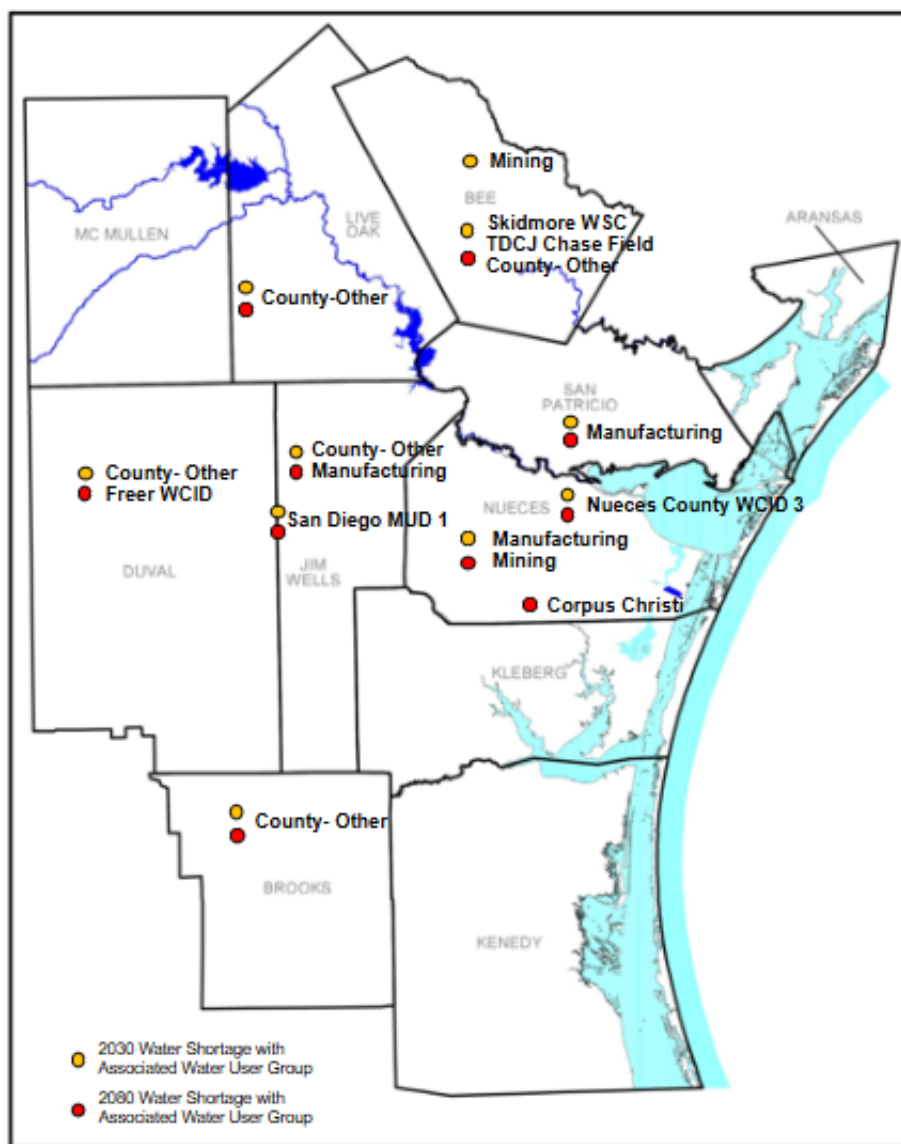 Mining
BEE
Skidmore WSC
TDCJ Chase Field
County-Other
ARANSAS
LIVE
OAK
MC MULLEN
County-Other
SAN
PATRICIO
Manufacturing
County- Other
Manufacturing
County- Other
Freer WCID
San Diego MUD 1
NUECES
Nueces County WCID 3
Manufacturing
Mining
DUVAL
JIM
WELLS
Corpus Christi
KLEBERG
County- Other
BROOKS
KENEDY
2030 Water Shortage with
Associated Water User Group
2080 Water Shortage with
Associated Water User Group